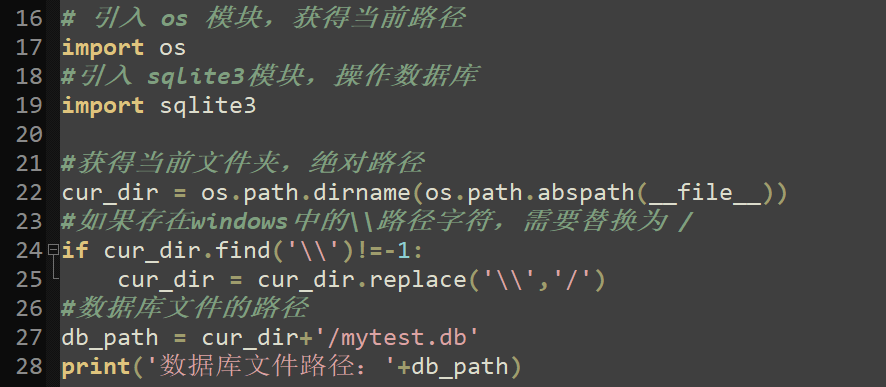 16 # 引入 os 模块，获得当前路径
17 import os
18 #引入 sqlite3模块，操作数据库
19 import sqlite3
20
21 #获得当前文件夹，绝对路径
22 cur_dir = os.path.dirname(os.path.abspath(__file__))
23 #如果存在windows中的\\路径字符，需要替换为 /
24 if cur_dir.find('\\')!=-1:
25     cur_dir = cur_dir.replace('\\','/')
26 #数据库文件的路径
27 db_path = cur_dir+'/mytest.db'
28 print('数据库文件路径：'+db_path)